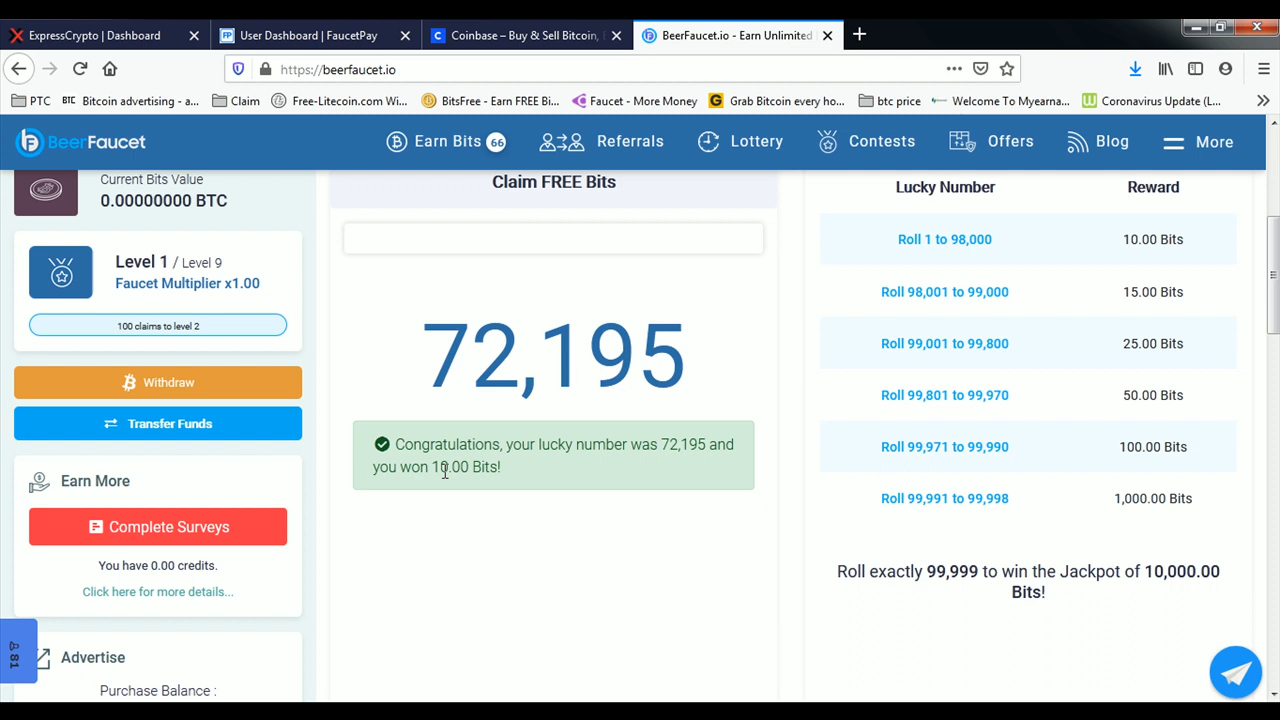 ExpressCrypto | Dashboard
User Dashboard | FaucetPay
Coinbase– Buy & Sell Bitcoin,
BeerFaucet.io - Earn Unlimited
https://beerfaucet.io
PTC
Bitcoin advertising - a...
Claim
Free-Litecoin.com Wi...
BitsFree - Earn FREE Bi...
Faucet - More Money
Grab Bitcoin every ho...
btc price
Welcome To Myearna...
Coronavirus Update (L...
BeerFaucet
Earn Bits 66
Referrals
Lottery
Contests
Offers
Blog
More
Current Bits Value
0.00000000 BTC
Level 1 / Level 9
Faucet Multiplier x1.00
100 claims to level 2
Withdraw
Transfer Funds
Earn More
Complete Surveys
You have 0.00 credits.
Click here for more details...
Advertise
Purchase Balance :
81
Claim FREE Bits
72,195
Congratulations, your lucky number was 72,195 and
you won 10.00 Bits!
Lucky Number Reward
Roll 1 to 98,000 10.00 Bits
Roll 98,001 to 99,000 15.00 Bits
Roll 99,001 to 99,800 25.00 Bits
Roll 99,801 to 99,970 50.00 Bits
Roll 99,971 to 99,990 100.00 Bits
Roll 99,991 to 99,998 1,000.00 Bits
Roll exactly 99,999 to win the Jackpot of 10,000.00
Bits!